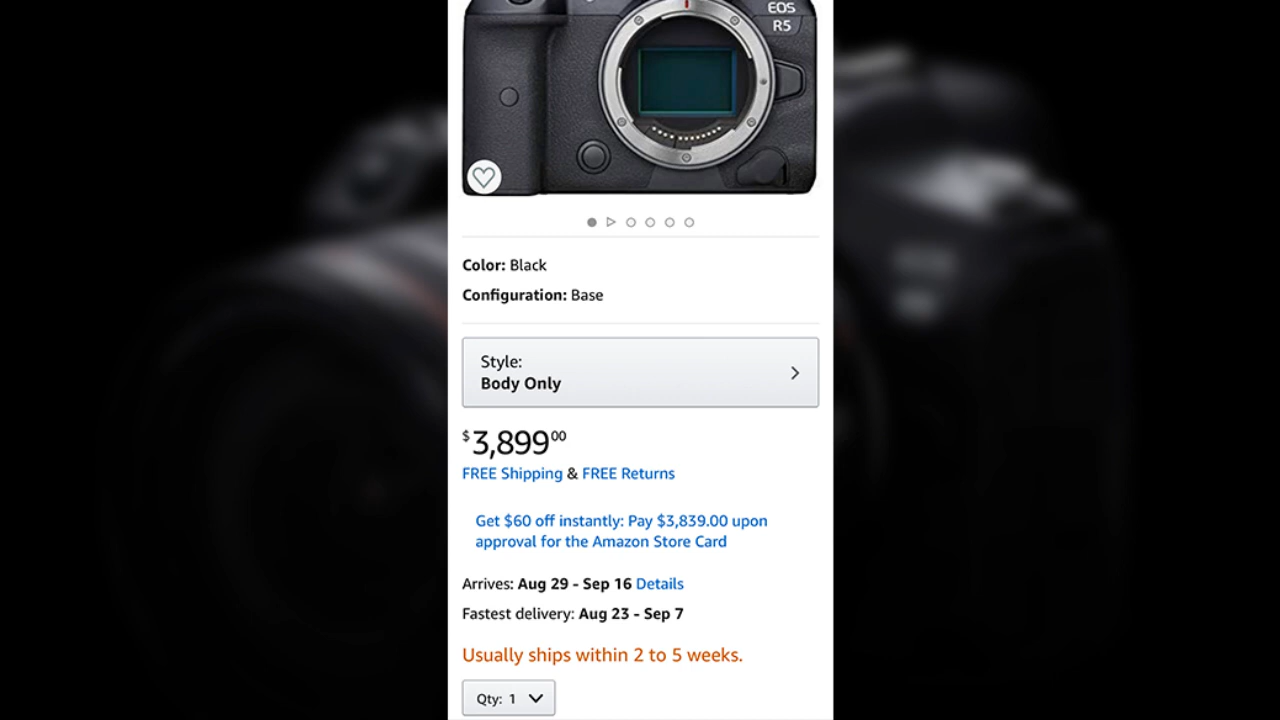 EOS
R5
Color: Black
Configuration: Base
Style:
Body Only
$3,89900
FREE Shipping & FREE Returns
Get $60 off instantly: Pay $3,839.00 upon
approval for the Amazon Store Card
Arrives: Aug 29 - Sep 16 Details
Fastest delivery: Aug 23 - Sep 7
Usually ships within 2 to 5 weeks.
Qty: 1